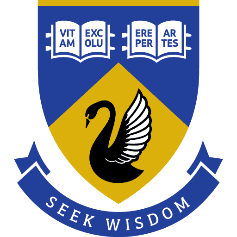 VIT EXC
AM OLU
ERE AR
PER TES
SEEK WISDOM